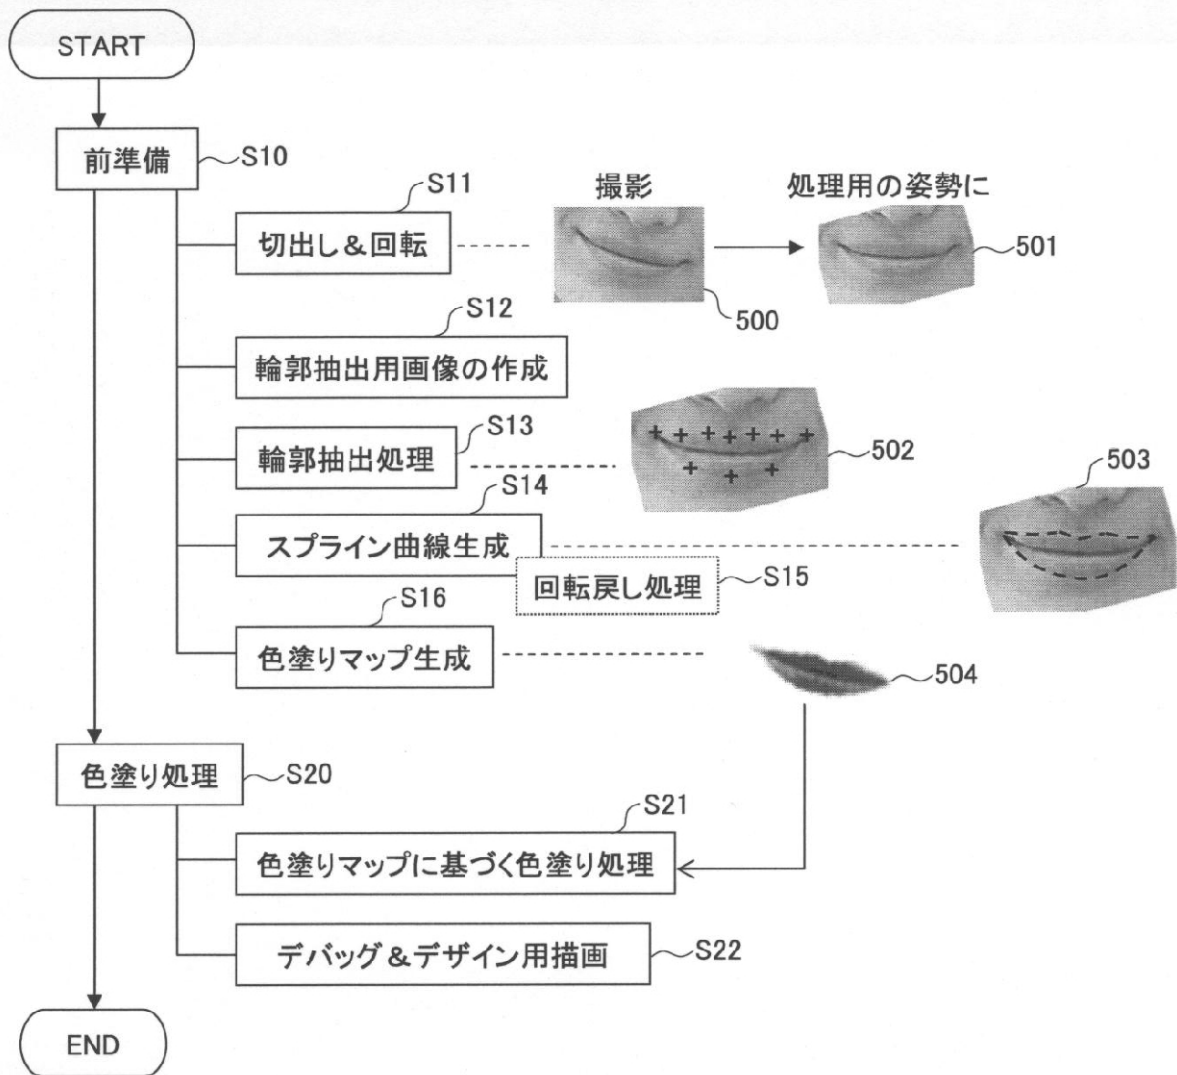 START
前準備
S10
S11
切出し＆回転
撮影
処理用の姿勢に
500
501
S12
輪郭抽出用画像の作成
S13
輪郭抽出処理
502
S14
スプライン曲線生成
503
回転戻し処理
S15
S16
色塗りマップ生成
504
色塗り処理
S20
S21
色塗りマップに基づく色塗り処理
デバッグ＆デザイン用描画
S22
END